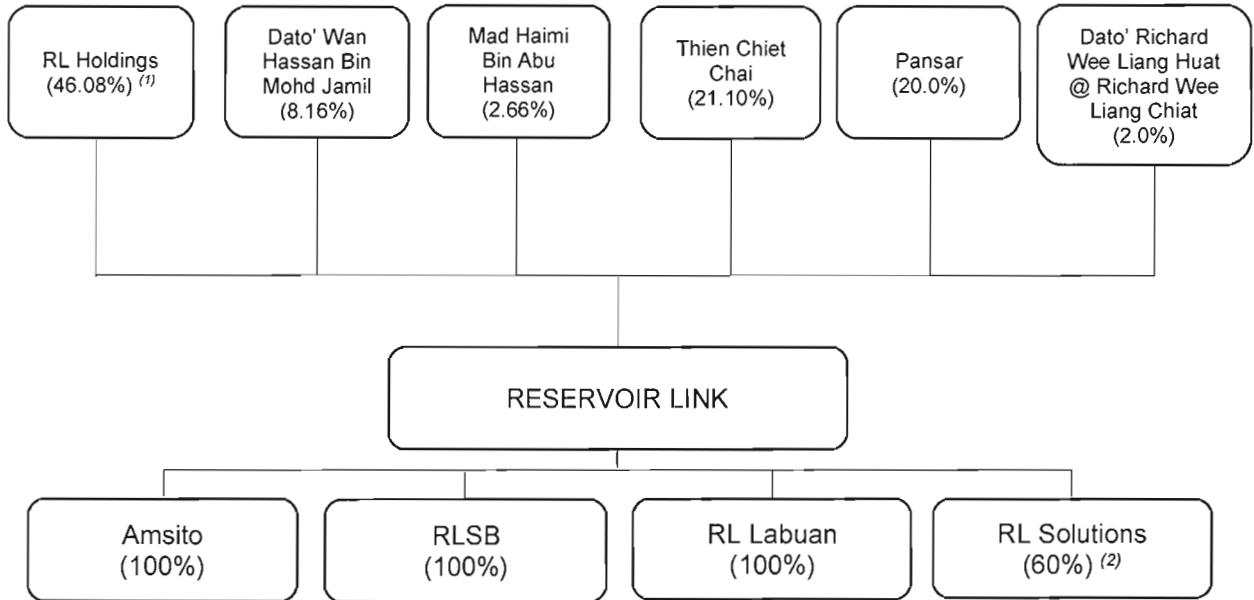 RL Holdings
(46.08%) (1)
Dato' Wan
Hassan Bin
Mohd Jamil
(8.16%)
Mad Haimi
Bin Abu
Hassan
(2.66%)
Thien Chiet
Chai
(21.10%)
Pansar
(20.0%)
Dato' Richard
Wee Liang Huat
@ Richard Wee
Liang Chiat
(2.0%)
RESERVOIR LINK
Amsito
(100%)
RLSB
(100%)
RL Labuan
(100%)
RL Solutions
(60%) (2)